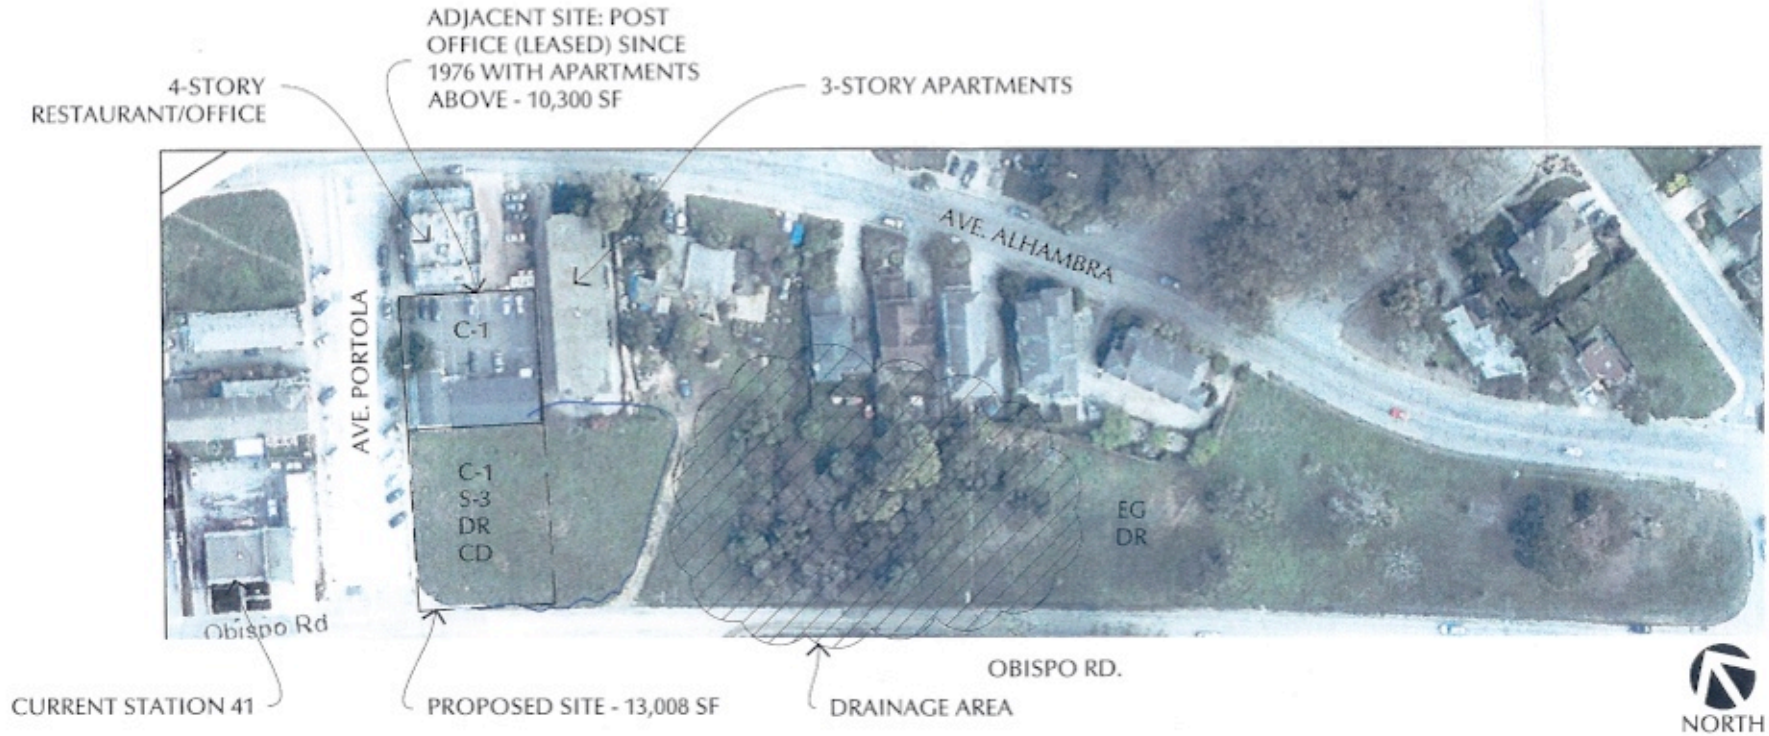 ADJACENT SITE: POST
OFFICE (LEASED) SINCE
1976 WITH APARTMENTS
ABOVE - 10,300 SF
4-STORY
RESTAURANT/OFFICE
3-STORY APARTMENTS
AVE. ALHAMBRA
AVE. PORTOLA
C-1
C-1
S-3
DR
CD
EG
DR
Obispo Rd
OBISPO RD.
CURRENT STATION 41
PROPOSED SITE - 13,008 SF
DRAINAGE AREA
NORTH